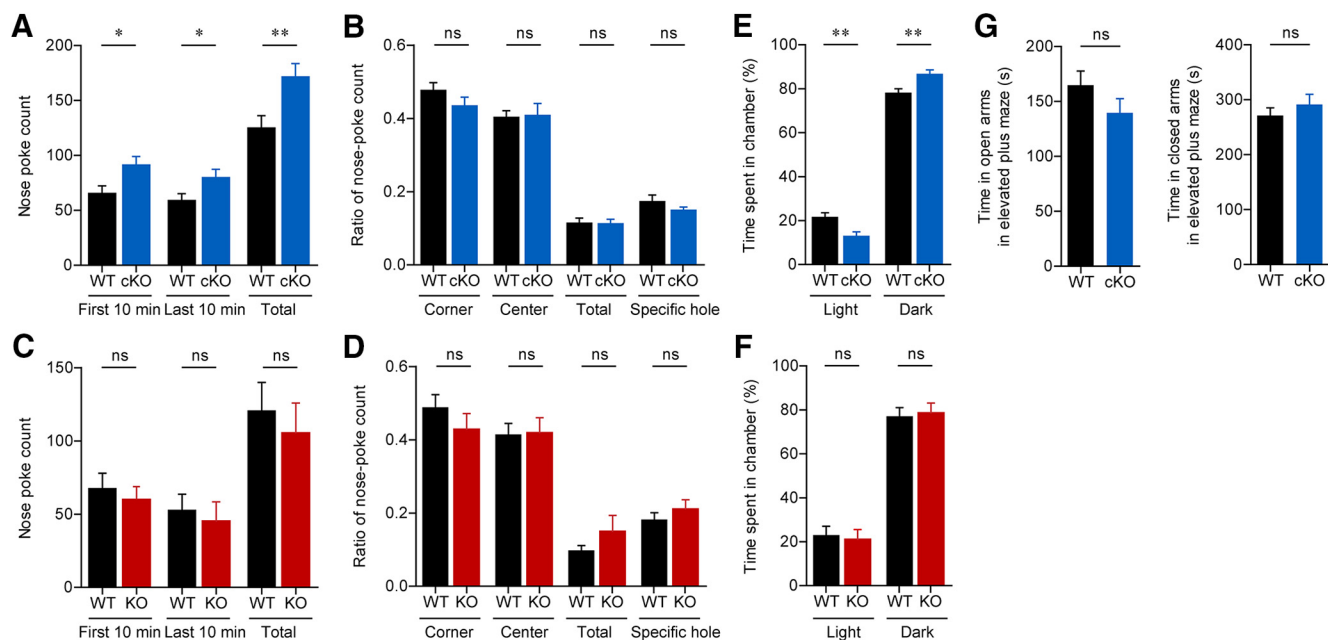 A
Nose poke count
200
150
100
50
0
* * **
WT cKO WT cKO WT cKO
First 10 min Last 10 min Total
B
Ratio of nose-poke count
0.6
0.4
0.2
0.0
ns ns ns ns
WT cKO WT cKO WT cKO WT cKO
Corner Center Total Specific hole
E
Time spent in chamber (%)
100
80
60
40
20
0
** **
WT cKO WT cKO
Light Dark
G
Time in open arms
in elevated plus maze (s)
200
150
100
50
0
ns
WT cKO
Time in closed arms
in elevated plus maze (s)
400
300
200
100
0
ns
WT cKO
C
Nose poke count
150
100
50
0
ns ns ns
WT KO WT KO WT KO
First 10 min Last 10 min Total
D
Ratio of nose-poke count
0.6
0.4
0.2
0.0
ns ns ns ns
WT KO WT KO WT KO WT KO
Corner Center Total Specific hole
F
Time spent in chamber (%)
100
80
60
40
20
0
ns ns
WT KO WT KO
Light Dark